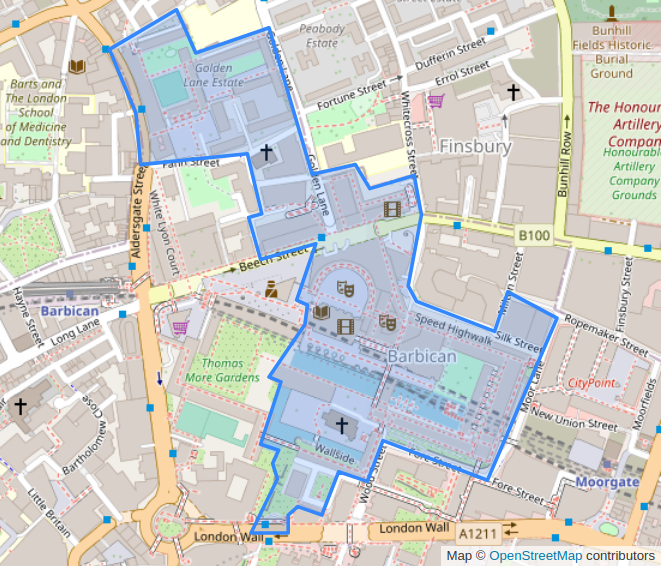 Peabody
Estate
Dufferin Street
Errol Street
Bunhill
Fields Historic
Burial
Ground
Golden
Lane Estate
Golden Lane
Barts and
The London
School
of Medicine
and Dentistry
Fortune Street
Whitecross Street
The Honour
Artillery
Company
Honourable
Artillery
Company
Grounds
Finsbury
Bunhill Row
Fann Street
Golden Lane
Aldersgate Street
White Lyon Court
B100
Beech Street
Milton Street
Finsbury Street
Hayne Street
Barbican
Long Lane
Speed Highwalk
Silk Street
Ropemaker Street
Barbican
Thomas
More Gardens
Moor Lane
CityPoint
New Union Street
Moorfields
Bartholomew
Close
Wallside
Fore Street
Wood Street
Fore Street
Moorgate
Little Britain
London Wall
London Wall
A1211
Map © OpenStreetMap contributors